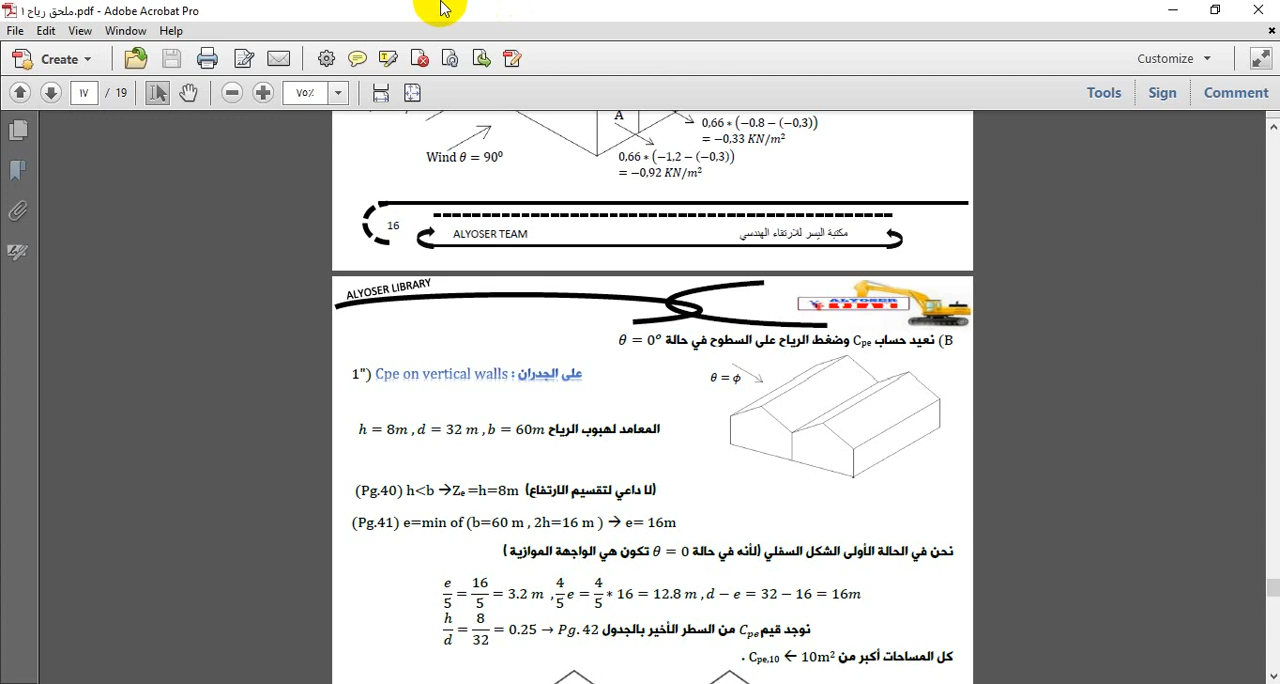 ملحق رياح ١.pdf - Adobe Acrobat Pro
File Edit View Window Help
Create
Customize
١٧ / 19
٧٥٪
Tools Sign Comment
A
0,66 ∗ (−0.8 − (−0,3))
= −0,33 KN/m²
Wind θ = 90⁰
0,66 ∗ (−1,2 − (−0,3))
= −0,92 KN/m²
16
ALYOSER TEAM
مكتبة اليسر للارتقاء الهندسي
ALYOSER LIBRARY
ALYOSER
B) نعيد حساب Cpe وضغط الرياح على السطوح في حالة θ = 0°
1") Cpe on vertical walls : على الجدران
θ = ϕ
المعامد لهبوب الرياح h = 8m , d = 32 m , b = 60m
(Pg.40) h<b →Ze =h=8m (لا داعي لتقسيم الارتفاع)
(Pg.41) e=min of (b=60 m , 2h=16 m ) → e= 16m
نحن في الحالة الأولى الشكل السفلي (لأنه في حالة θ = 0 تكون هي الواجهة الموازية )
e/5 = 16/5 = 3.2 m , 4/5 e = 4/5 ∗ 16 = 12.8 m , d − e = 32 − 16 = 16m
h/d = 8/32 = 0.25 → Pg. 42 نوجد قيم Cpe من السطر الأخير بالجدول
كل المساحات أكبر من 10m² ← Cpe,10 .